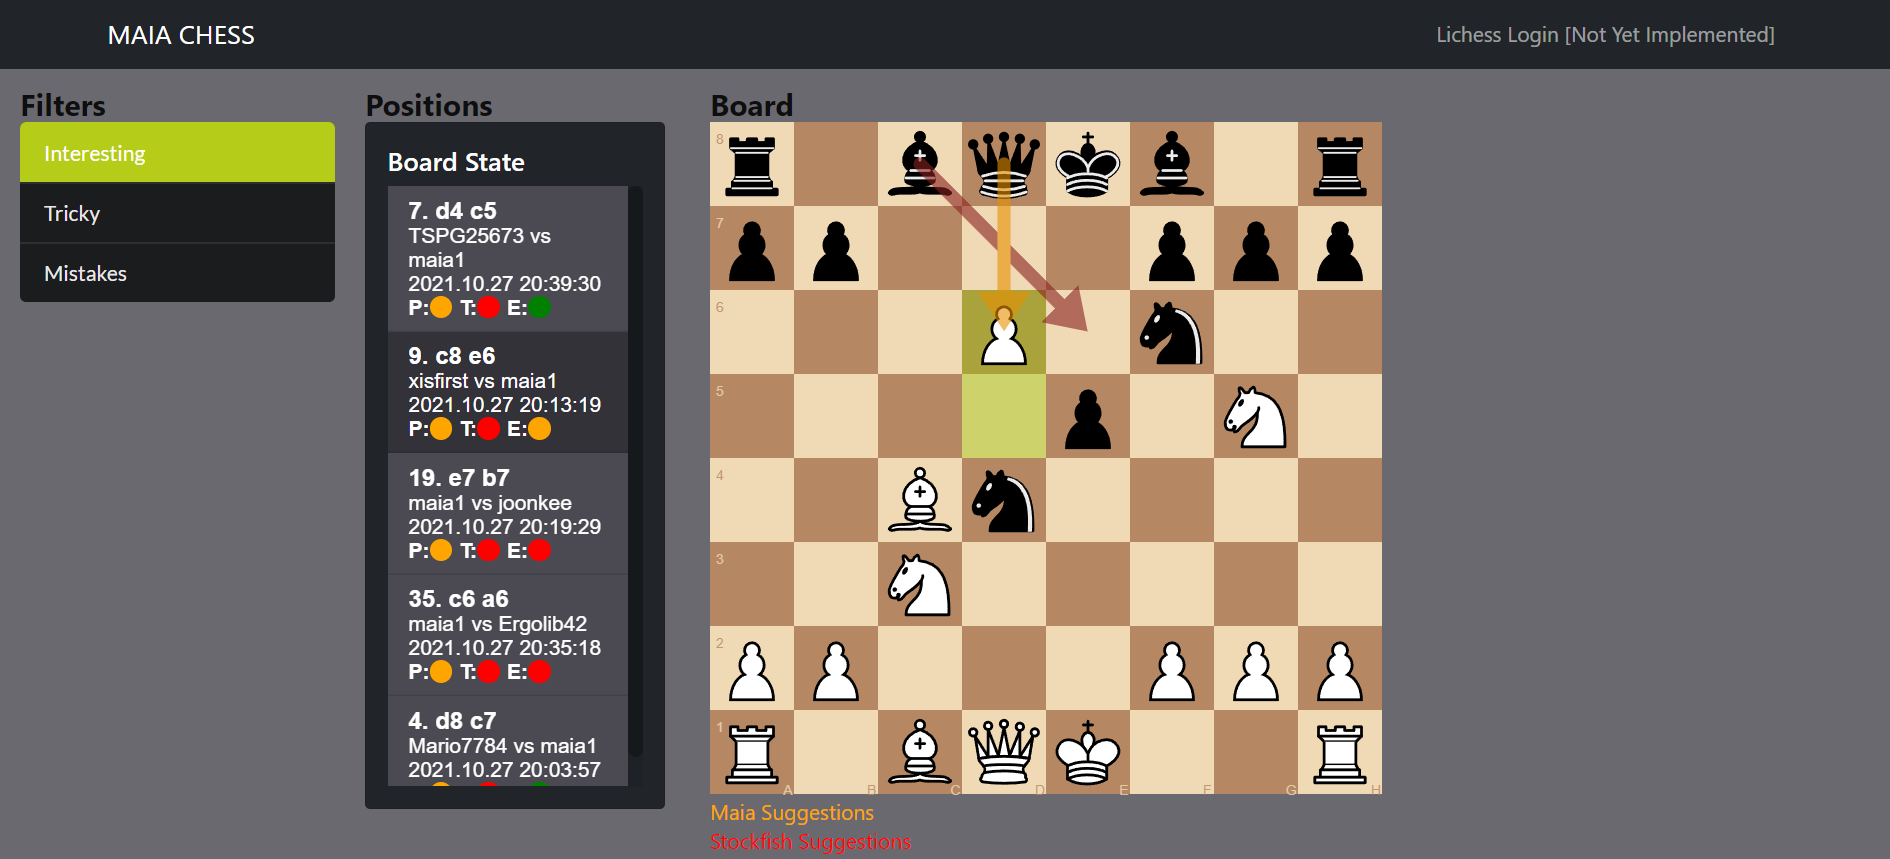 MAIA CHESS
Lichess Login [Not Yet Implemented]
Filters
Interesting
Tricky
Mistakes
Positions
Board State
7. d4 c5
TSPG25673 vs
maia1
2021.10.27 20:39:30
P: T: E:
9. c8 e6
xisfirst vs maia1
2021.10.27 20:13:19
P: T: E:
19. e7 b7
maia1 vs joonkee
2021.10.27 20:19:29
P: T: E:
35. c6 a6
maia1 vs Ergolib42
2021.10.27 20:35:18
P: T: E:
4. d8 c7
Mario7784 vs maia1
2021.10.27 20:03:57
Board
8
7
6
5
4
3
2
1
A B C D E F G H
Maia Suggestions
Stockfish Suggestions